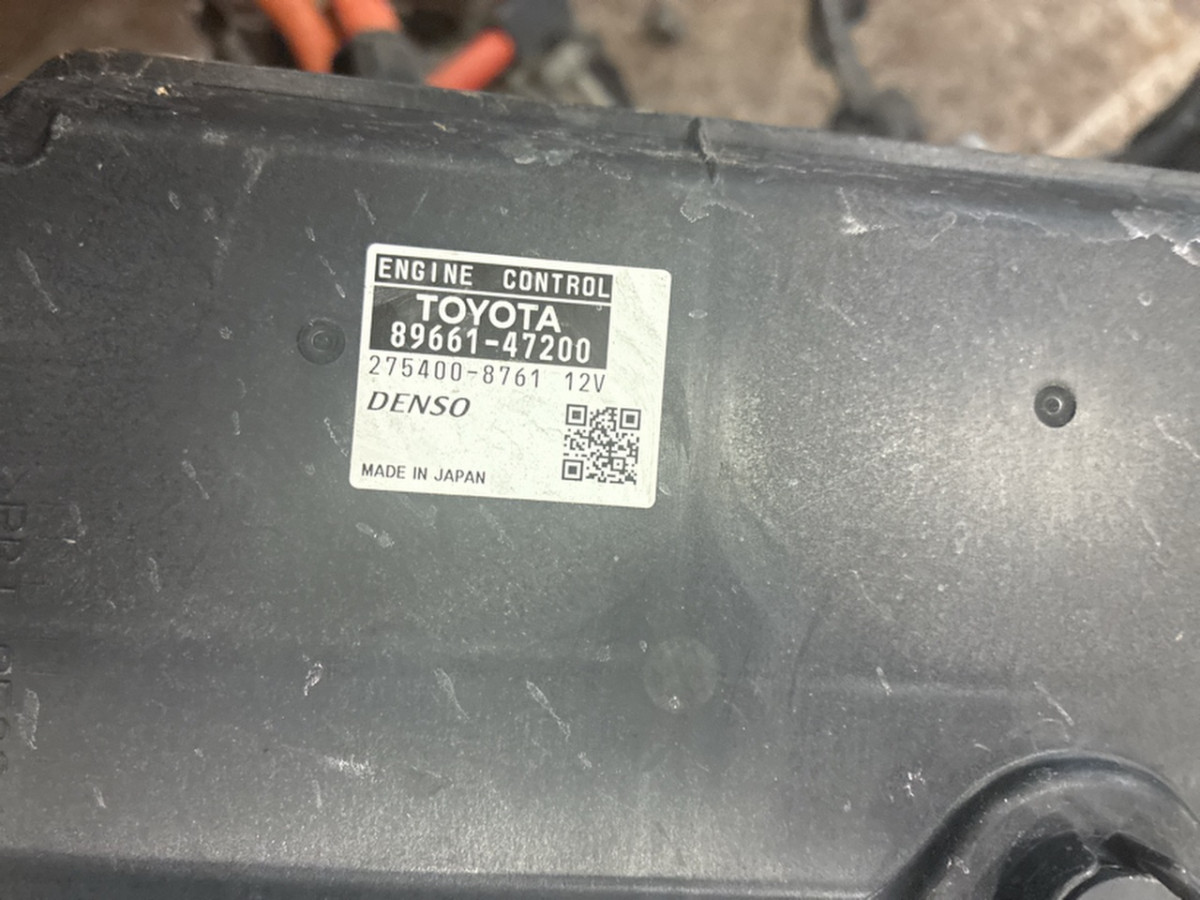 ENGINE CONTROL
TOYOTA
89661-47200
275400-8761 12V
DENSO
MADE IN JAPAN